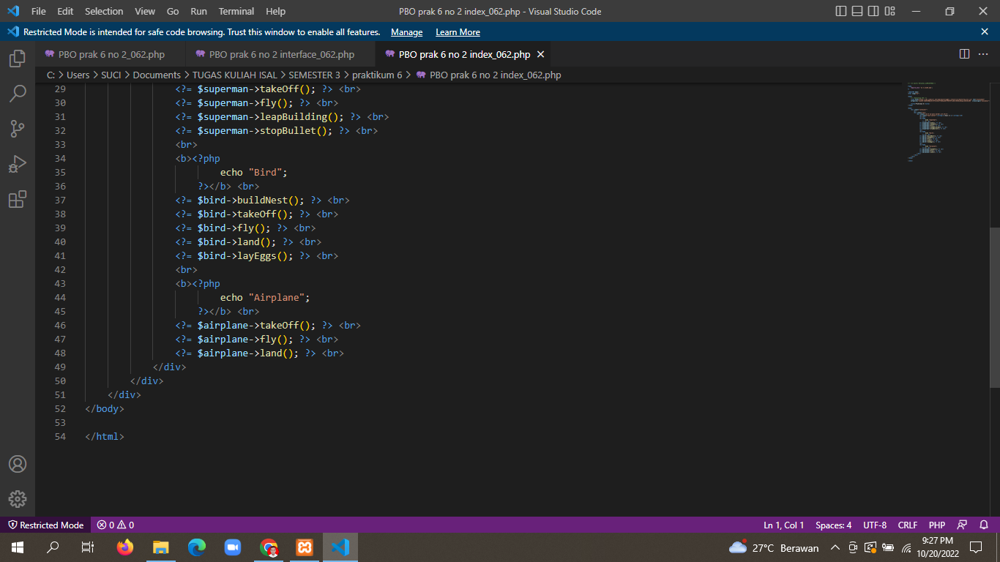 File Edit Selection View Go Run Terminal Help PBO prak 6 no 2 index_062.php - Visual Studio Code
Restricted Mode is intended for safe code browsing. Trust this window to enable all features. Manage Learn More
PBO prak 6 no 2_062.php PBO prak 6 no 2 interface_062.php PBO prak 6 no 2 index_062.php
C: > Users > SUCI > Documents > TUGAS KULIAH ISAL > SEMESTER 3 > praktikum 6 > PBO prak 6 no 2 index_062.php
29 <?= $superman->takeOff(); ?> <br>
30 <?= $superman->fly(); ?> <br>
31 <?= $superman->leapBuilding(); ?> <br>
32 <?= $superman->stopBullet(); ?> <br>
33 <br>
34 <b><?php
35 echo "Bird";
36 ?></b> <br>
37 <?= $bird->buildNest(); ?> <br>
38 <?= $bird->takeOff(); ?> <br>
39 <?= $bird->fly(); ?> <br>
40 <?= $bird->land(); ?> <br>
41 <?= $bird->layEggs(); ?> <br>
42 <br>
43 <b><?php
44 echo "Airplane";
45 ?></b> <br>
46 <?= $airplane->takeOff(); ?> <br>
47 <?= $airplane->fly(); ?> <br>
48 <?= $airplane->land(); ?> <br>
49 </div>
50 </div>
51 </div>
52 </body>
53
54 </html>
Restricted Mode 0 0 Ln 1, Col 1 Spaces: 4 UTF-8 CRLF PHP
27°C Berawan 9:27 PM
10/20/2022